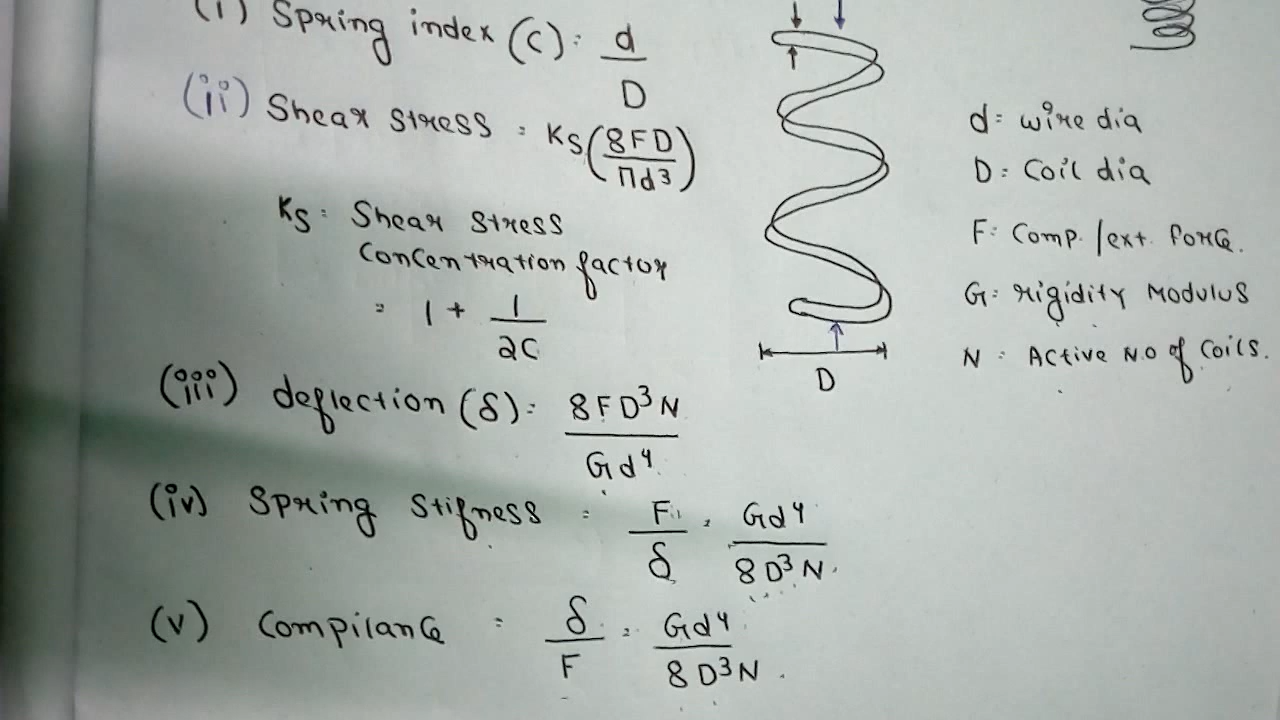 (i) Spring index (C) = d/D
(ii) Shear stress = Ks(8FD/πd³)
Ks = Shear stress
concentration factor
= 1 + 1/2C
(iii) deflection (δ) = 8FD³N/Gd⁴
(iv) Spring stifness = F/δ = Gd⁴/8D³N
(v) Compilance = δ/F = Gd⁴/8D³N
D
d = wire dia
D = Coil dia
F = Comp. /ext. force.
G = rigidity modulus
N = Active No of coils.